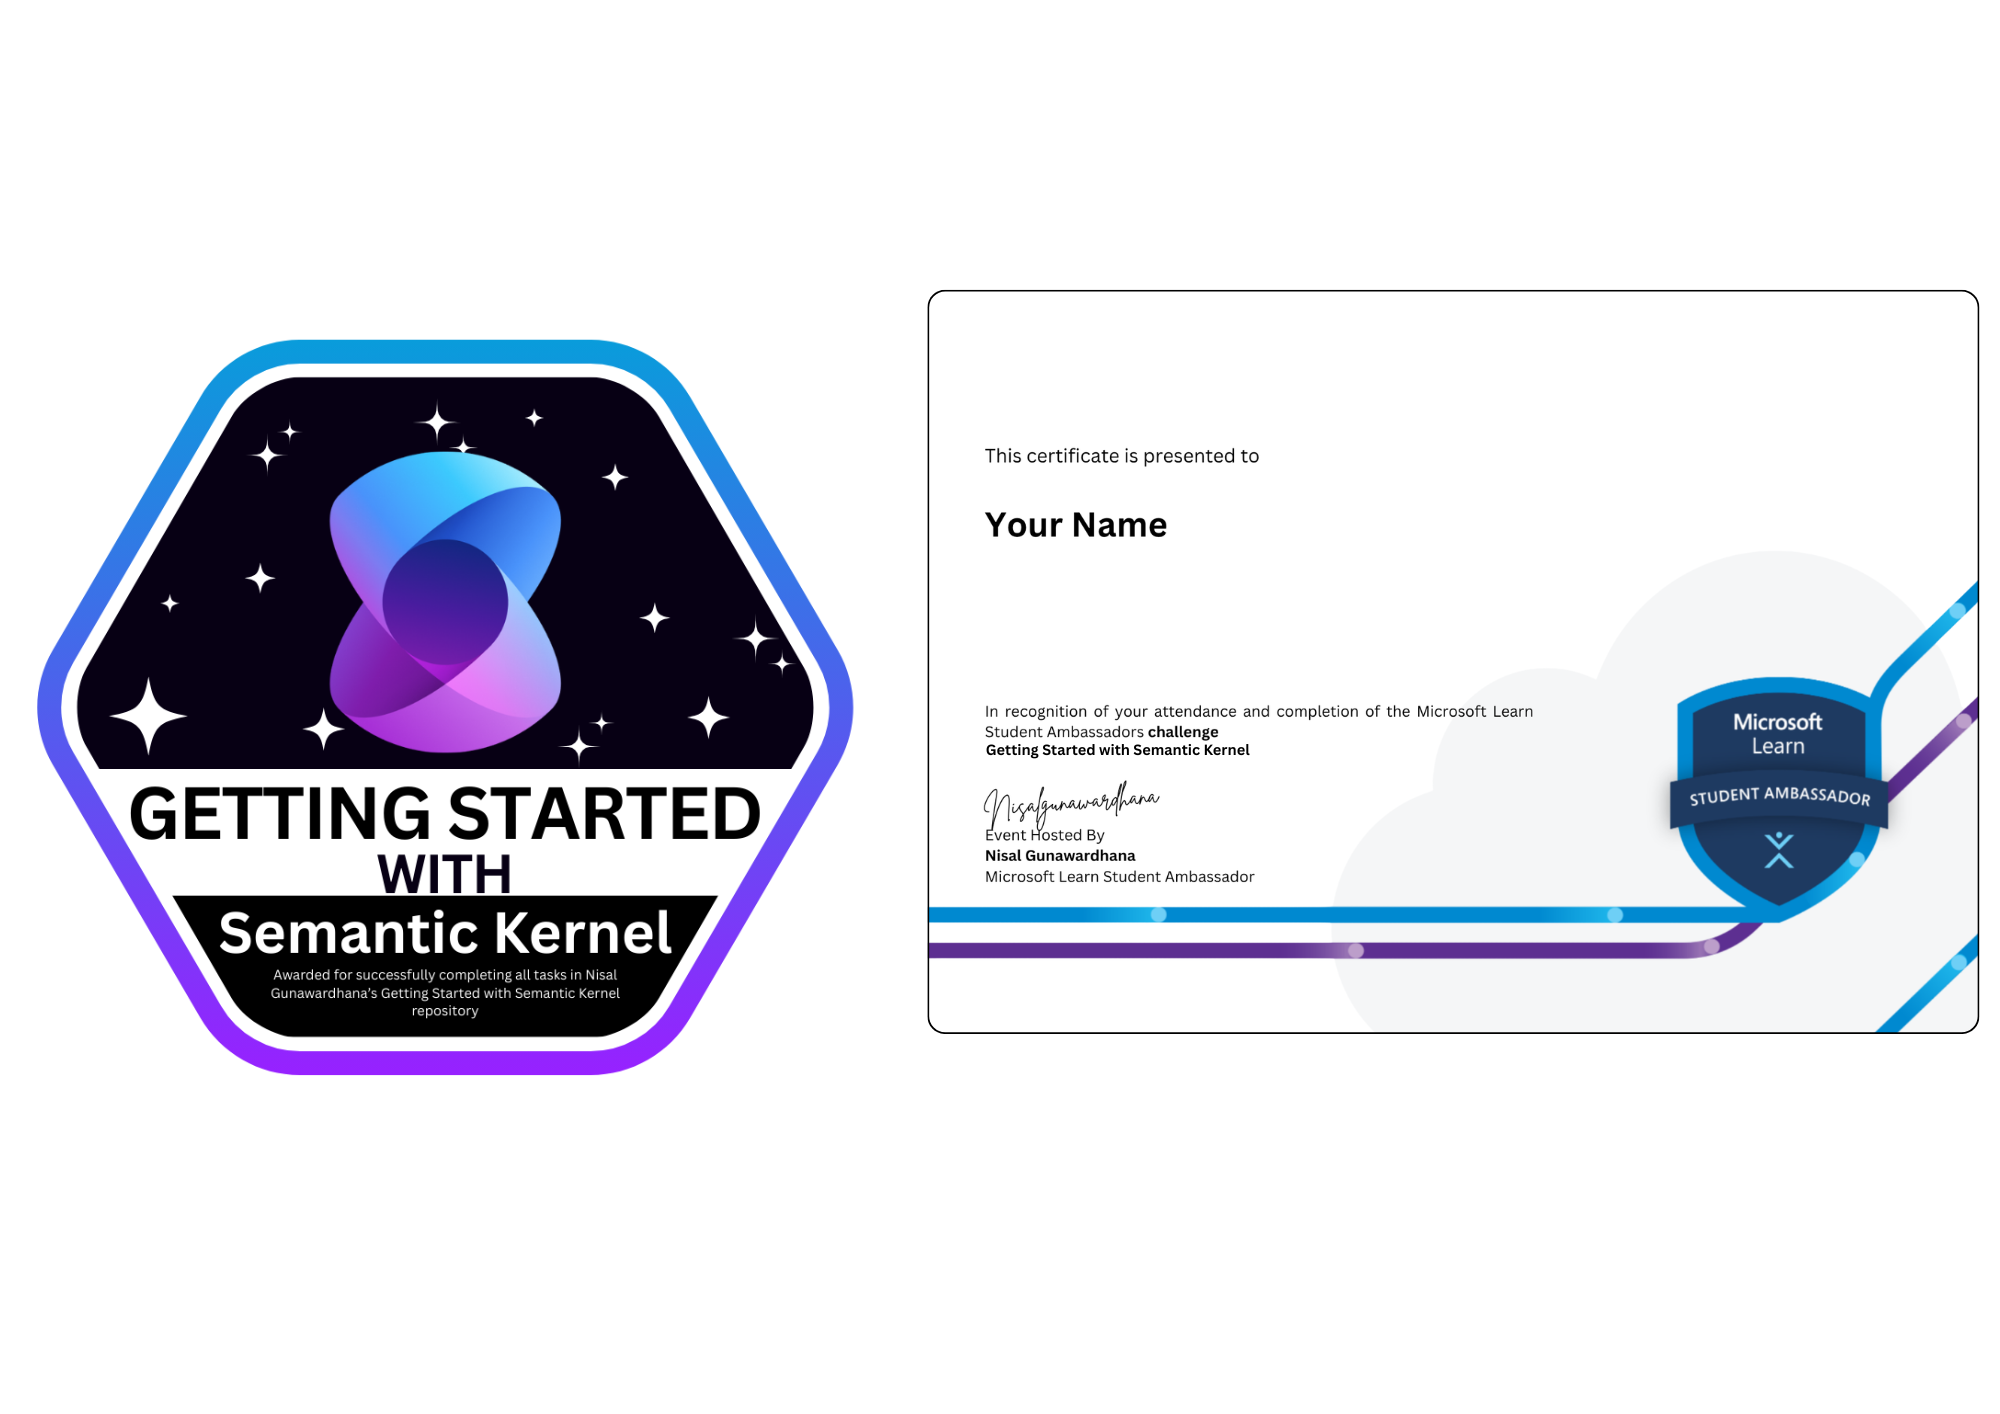 GETTING STARTED
WITH
Semantic Kernel
Awarded for successfully completing all tasks in Nisal
Gunawardhana's Getting Started with Semantic Kernel
repository
This certificate is presented to
Your Name
In recognition of your attendance and completion of the Microsoft Learn
Student Ambassadors challenge
Getting Started with Semantic Kernel
Nisalgunawardhana
Event Hosted By
Nisal Gunawardhana
Microsoft Learn Student Ambassador
Microsoft
Learn
STUDENT AMBASSADOR